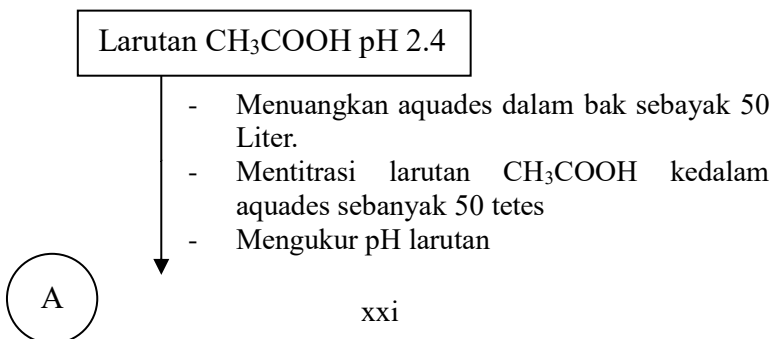 Larutan CH₃COOH pH 2.4
- Menuangkan aquades dalam bak sebayak 50
Liter.
- Mentitrasi larutan CH₃COOH kedalam
aquades sebanyak 50 tetes
- Mengukur pH larutan
A
xxi